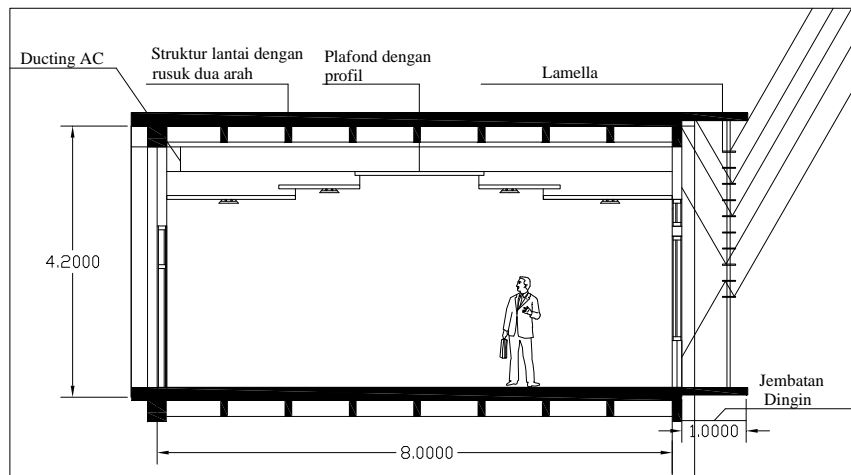 Ducting AC
Struktur lantai dengan
rusuk dua arah
Plafond dengan
profil
Lamella
4.2000
Jembatan
Dingin
1.0000
8.0000